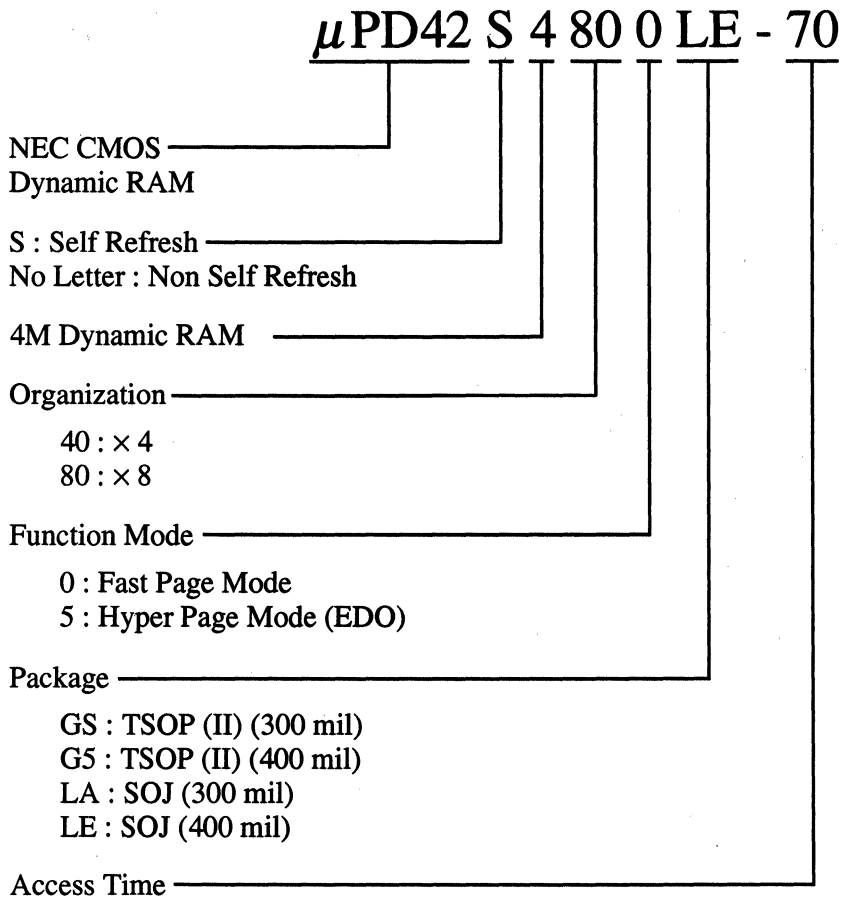 μPD42 S 4 80 0 LE - 70
NEC CMOS
Dynamic RAM
S : Self Refresh
No Letter : Non Self Refresh
4M Dynamic RAM
Organization
40 : × 4
80 : × 8
Function Mode
0 : Fast Page Mode
5 : Hyper Page Mode (EDO)
Package
GS : TSOP (II) (300 mil)
G5 : TSOP (II) (400 mil)
LA : SOJ (300 mil)
LE : SOJ (400 mil)
Access Time